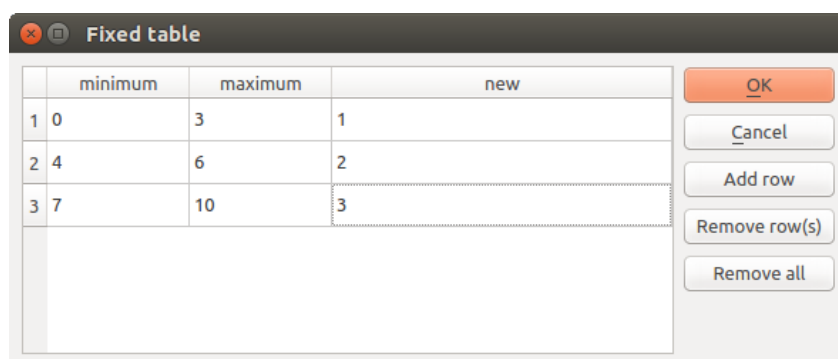 Fixed table
minimum maximum new
1 0 3 1
2 4 6 2
3 7 10 3
OK
Cancel
Add row
Remove row(s)
Remove all